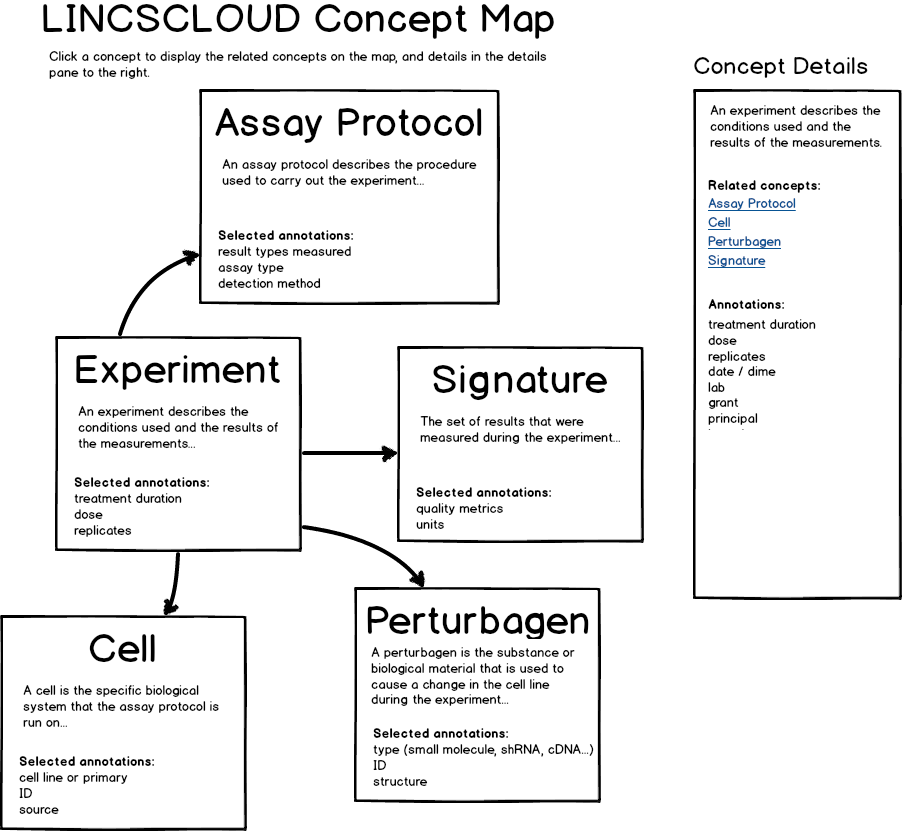 LINCSCLOUD Concept Map
Click a concept to display the related concepts on the map, and details in the details
pane to the right.
Assay Protocol
An assay protocol describes the procedure
used to carry out the experiment...
Selected annotations:
result types measured
assay type
detection method
Experiment
An experiment describes the
conditions used and the results of
the measurements...
Selected annotations:
treatment duration
dose
replicates
Signature
The set of results that were
measured during the experiment...
Selected annotations:
quality metrics
units
Cell
A cell is the specific biological
system that the assay protocol is
run on...
Selected annotations:
cell line or primary
ID
source
Perturbagen
A perturbagen is the substance or
biological material that is used to
cause a change in the cell line
during the experiment...
Selected annotations:
type (small molecule, shRNA, cDNA...)
ID
structure
Concept Details
An experiment describes the
conditions used and the
results of the measurements.
Related concepts:
Assay Protocol
Cell
Perturbagen
Signature
Annotations:
treatment duration
dose
replicates
date / dime
lab
grant
principal